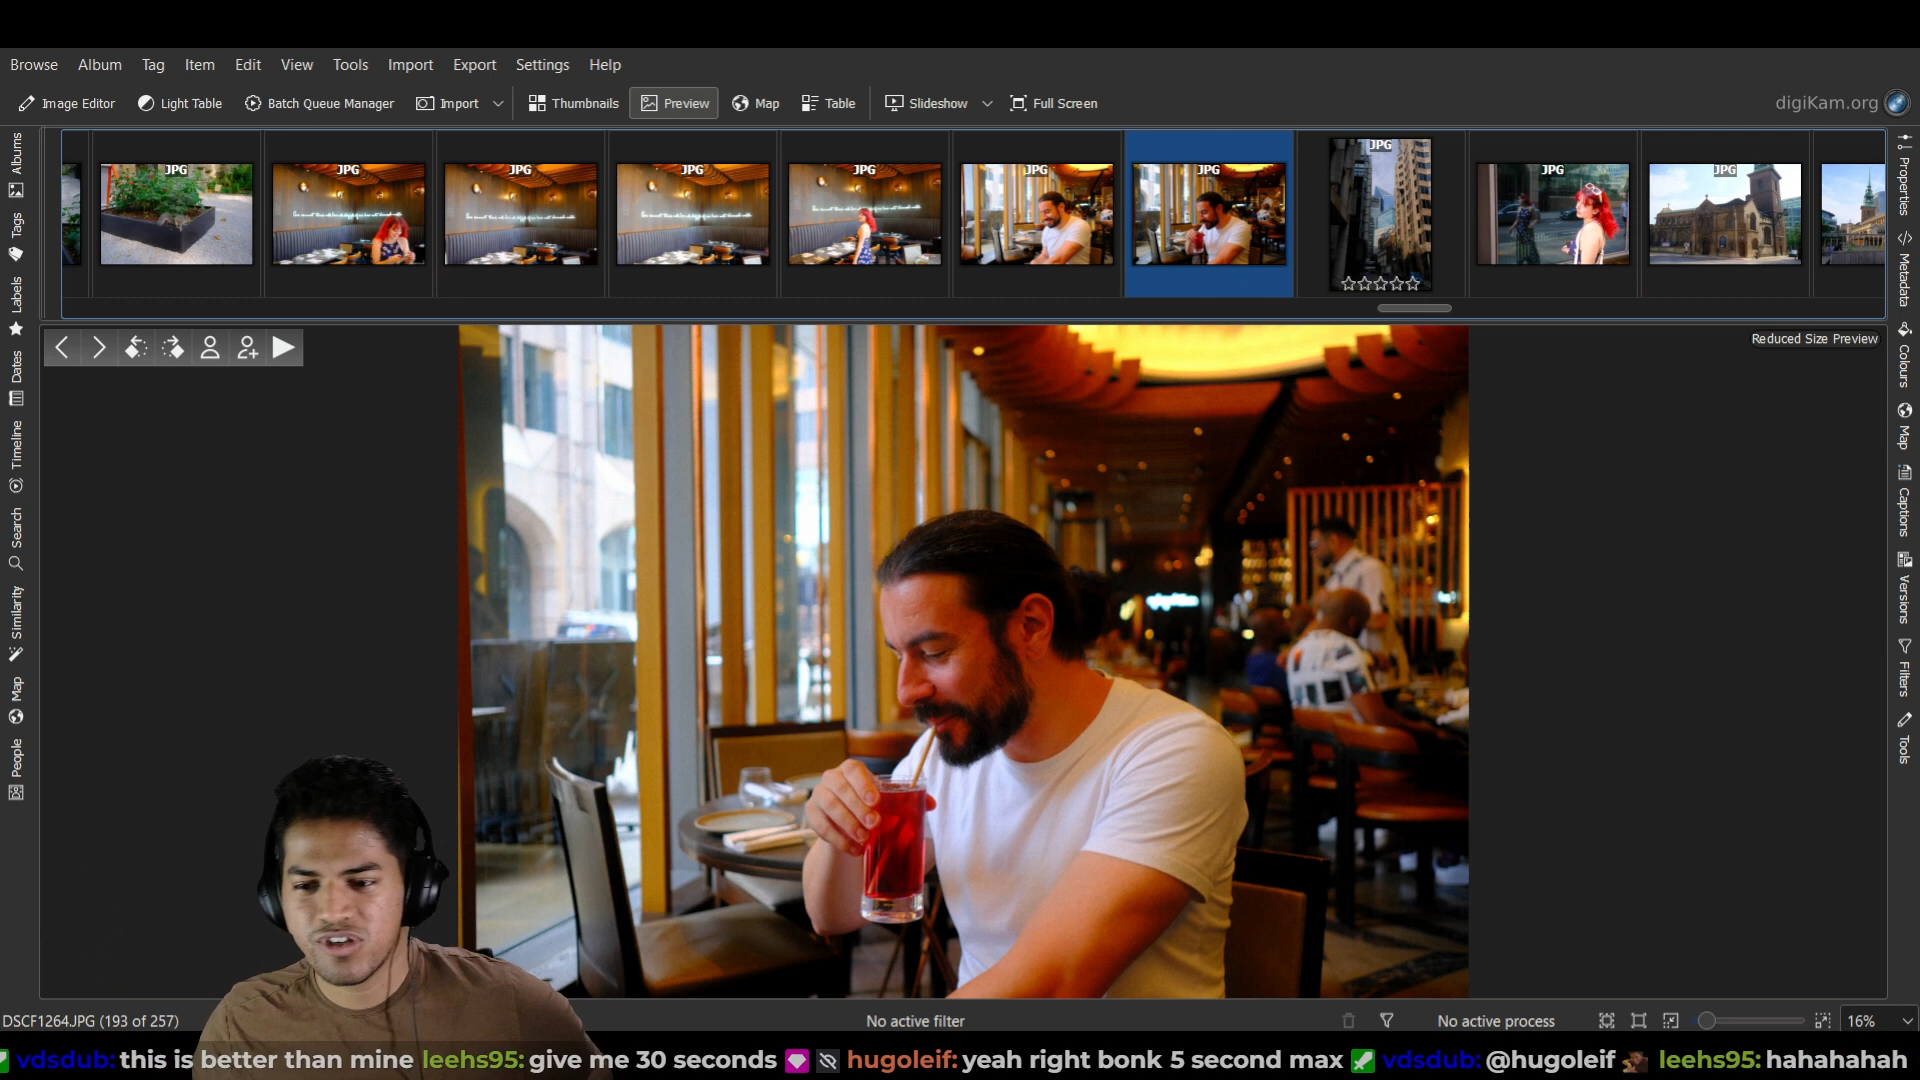 Browse Album Tag Item Edit View Tools Import Export Settings Help
Image Editor Light Table Batch Queue Manager Import Thumbnails Preview Map Table Slideshow Full Screen digiKam.org
JPG JPG JPG JPG JPG JPG JPG JPG JPG JPG
Albums
Tags
Labels
Dates
Timeline
Search
Similarity
Map
People
Reduced Size Preview
Properties
Metadata
Colours
Map
Captions
Versions
Filters
Tools
DSCF1264.JPG (193 of 257) No active filter No active process 16%
vdsdub: this is better than mine leehs95: give me 30 seconds hugoleif: yeah right bonk 5 second max vdsdub: @hugoleif leehs95: hahahahah